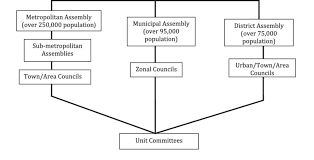 Metropolitan Assembly
(over 250,000 population)
Municipal Assembly
(over 95,000
population)
District Assembly
(over 75,000
population)
Sub-metropolitan
Assemblies
Zonal Councils
Urban/Town/Area
Councils
Town/Area Councils
Unit Committees